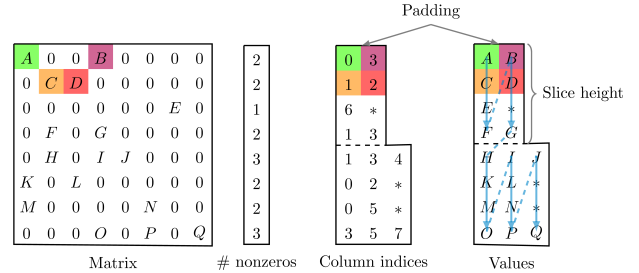 Padding
A 0 0 B 0 0 0 0 2 0 3 A B
0 C D 0 0 0 0 0 2 1 2 C D
0 0 0 0 0 0 E 0 1 6 * E *
0 F 0 G 0 0 0 0 2 1 3 F G
Slice height
0 H 0 I J 0 0 0 3 1 3 4 H I J
K 0 L 0 0 0 0 0 2 0 2 * K L *
M 0 0 0 0 N 0 0 2 0 5 * M N *
0 0 0 O 0 P 0 Q 3 3 5 7 O P Q
Matrix # nonzeros Column indices Values